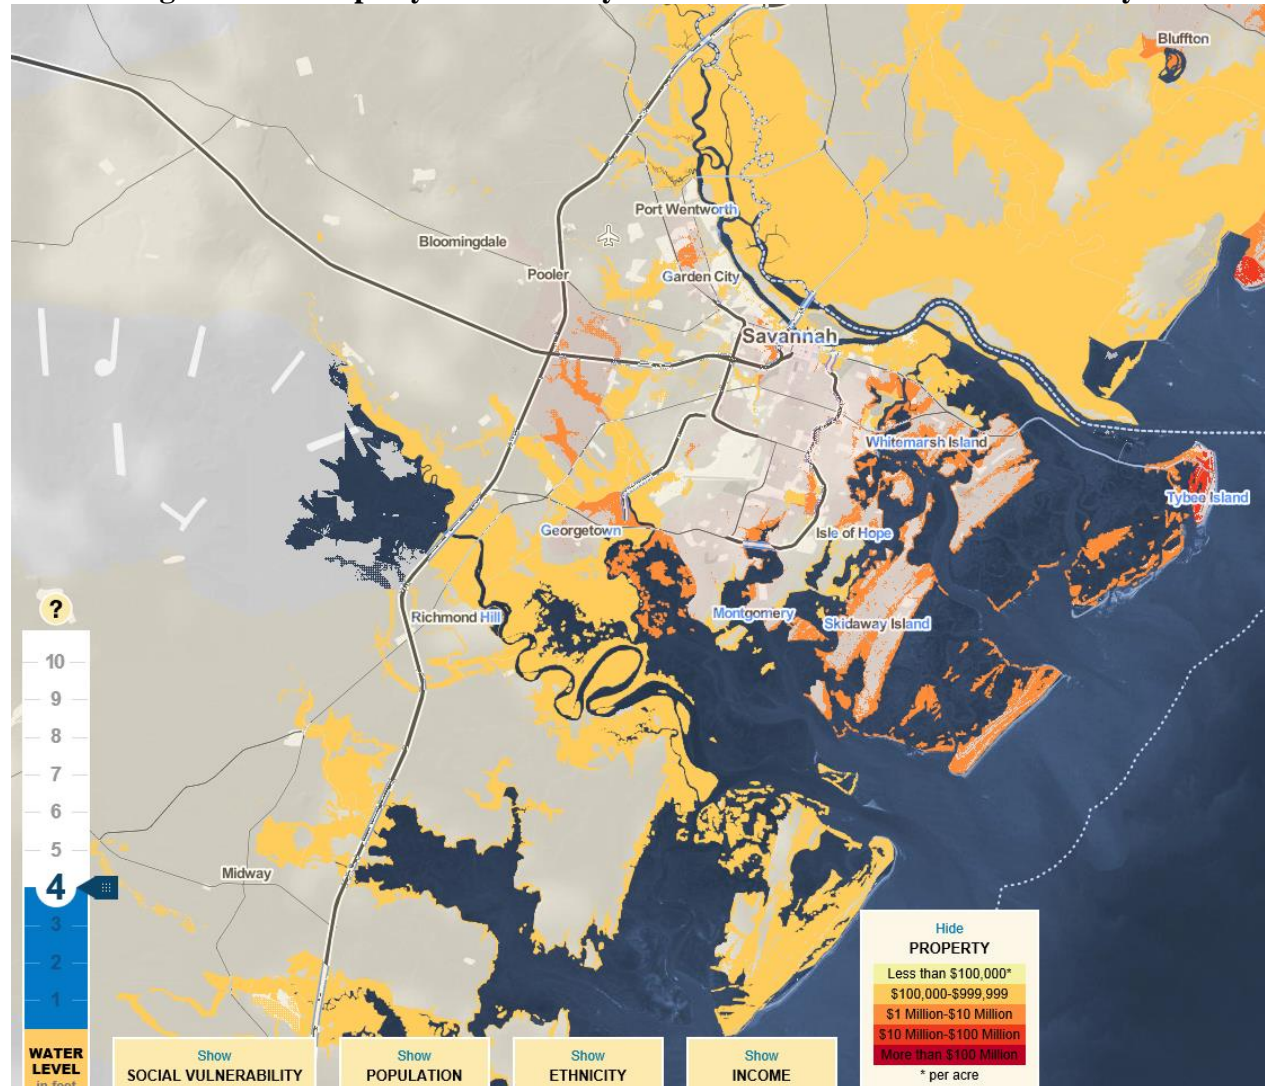 Bluffton
Port Wentworth
Bloomingdale
Pooler
Garden City
Savannah
Whitemarsh Island
Tybee Island
Georgetown
Isle of Hope
Richmond Hill
Montgomery
Skidaway Island
?
10
9
8
7
6
5
4
3
2
1
Midway
WATER
LEVEL
in feet
Show
SOCIAL VULNERABILITY
Show
POPULATION
Show
ETHNICITY
Show
INCOME
Hide
PROPERTY
Less than $100,000*
$100,000-$999,999
$1 Million-$10 Million
$10 Million-$100 Million
More than $100 Million
* per acre